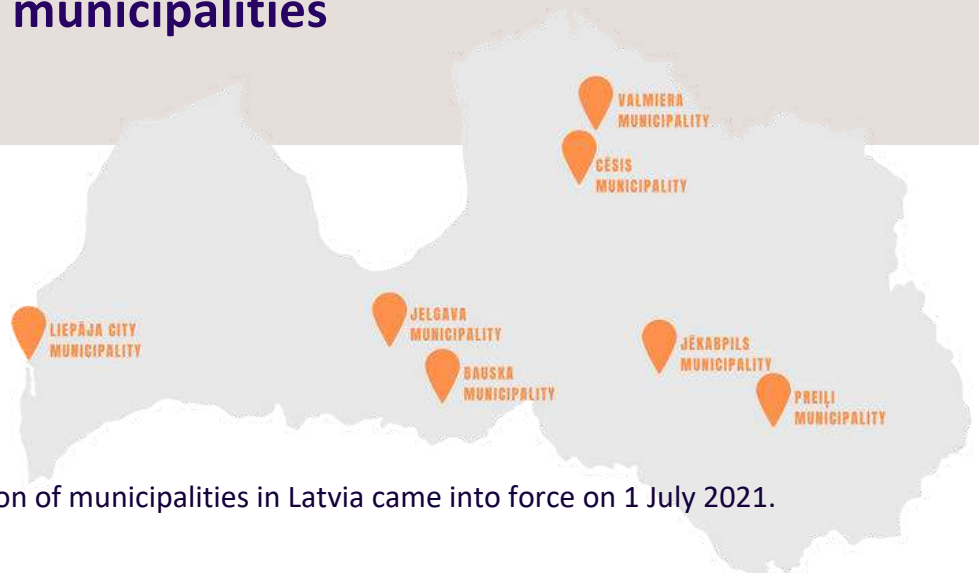 municipalities
VALMIERA
MUNICIPALITY
CĒSIS
MUNICIPALITY
LIEPĀJA CITY
MUNICIPALITY
JELGAVA
MUNICIPALITY
BAUSKA
MUNICIPALITY
JĒKABPILS
MUNICIPALITY
PREIĻI
MUNICIPALITY
on of municipalities in Latvia came into force on 1 July 2021.